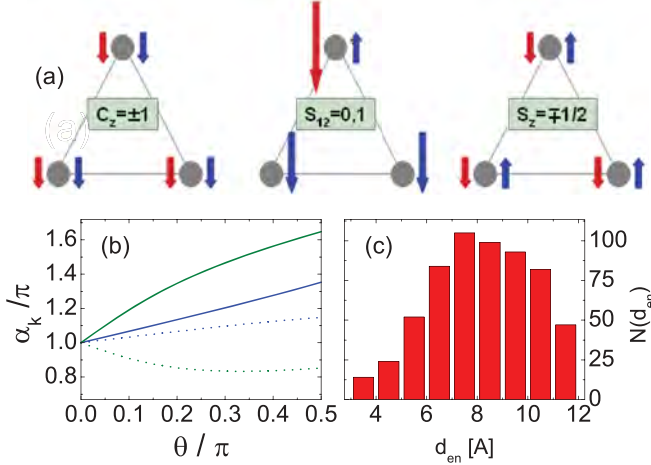 (a)
(a)
C_z=±1
S_12=0,1
S_z=∓1/2
(b)
α_k/π
1.6
1.4
1.2
1.0
0.8
0.0 0.1 0.2 0.3 0.4 0.5
θ / π
(c)
N(d_en)
100
75
50
25
0
4 6 8 10 12
d_en [A]